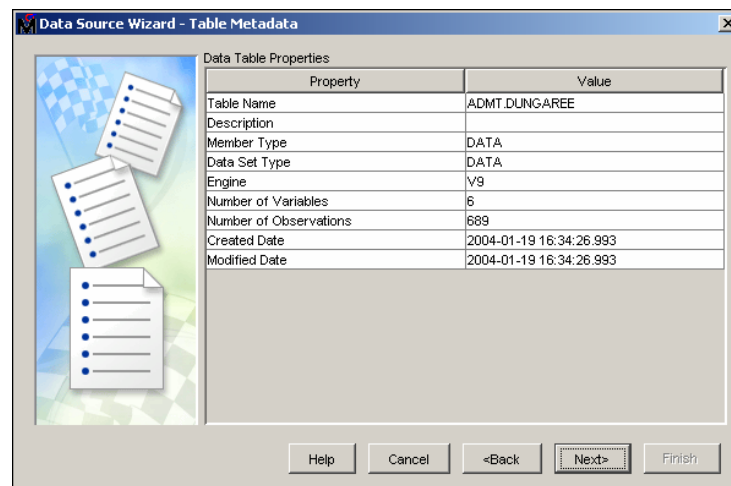 Data Source Wizard - Table Metadata
Data Table Properties
Property Value
Table Name ADMT.DUNGAREE
Description
Member Type DATA
Data Set Type DATA
Engine V9
Number of Variables 6
Number of Observations 689
Created Date 2004-01-19 16:34:26.993
Modified Date 2004-01-19 16:34:26.993
Help Cancel <Back Next> Finish